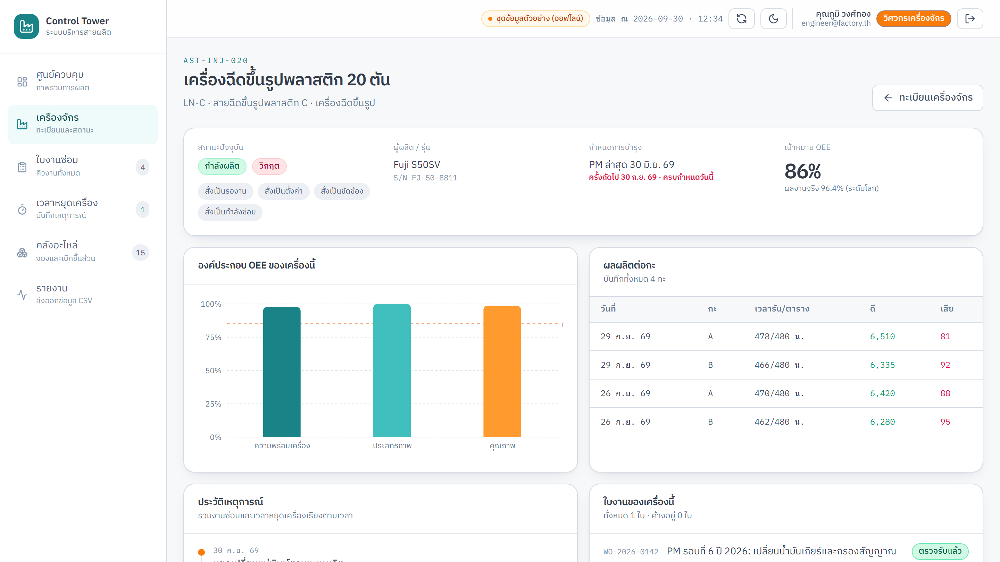 Control Tower
ระบบบริหารสายผลิต
ศูนย์ควบคุม
ภาพรวมการผลิต
เครื่องจักร
ทะเบียนและสถานะ
ใบงานซ่อม
คิวงานทั้งหมด
4
เวลาหยุดเครื่อง
บันทึกเหตุการณ์
1
คลังอะไหล่
จองและเบิกชิ้นส่วน
15
รายงาน
ส่งออกข้อมูล CSV
ชุดข้อมูลตัวอย่าง (ออฟไลน์)
ข้อมูล ณ 2026-09-30 · 12:34
คุณภูมิ วงศ์ทอง
engineer@factory.th
วิศวกรเครื่องจักร
AST-INJ-020
เครื่องฉีดขึ้นรูปพลาสติก 20 ตัน
LN-C · สายฉีดขึ้นรูปพลาสติก C · เครื่องฉีดขึ้นรูป
ทะเบียนเครื่องจักร
สถานะปัจจุบัน
กำลังผลิต วิกฤต
สั่งเป็นรองาน สั่งเป็นตั้งค่า สั่งเป็นขัดข้อง
สั่งเป็นกำลังซ่อม
ผู้ผลิต / รุ่น
Fuji S50SV
S/N FJ-50-8811
กำหนดการบำรุง
PM ล่าสุด 30 มิ.ย. 69
ครั้งถัดไป 30 ก.ย. 69 · ครบกำหนดวันนี้
เป้าหมาย OEE
86%
ผลงานจริง 96.4% (ระดับโลก)
องค์ประกอบ OEE ของเครื่องนี้
100%
75%
50%
25%
0%
เ
ความพร้อมเครื่อง ประสิทธิภาพ คุณภาพ
ผลผลิตต่อกะ
บันทึกทั้งหมด 4 กะ
วันที่ กะ เวลารัน/ตาราง ดี เสีย
29 ก.ย. 69 A 478/480 น. 6,510 81
29 ก.ย. 69 B 466/480 น. 6,335 92
26 ก.ย. 69 A 470/480 น. 6,420 88
26 ก.ย. 69 B 462/480 น. 6,280 95
ประวัติเหตุการณ์
รวมงานซ่อมและเวลาหยุดเครื่องเรียงตามเวลา
30 ก.ย. 69
ใบงานของเครื่องนี้
ทั้งหมด 1 ใบ · ค้างอยู่ 0 ใบ
WO-2026-0142 PM รอบที่ 6 ปี 2026: เปลี่ยนน้ำมันเกียร์และกรองสัญญาณ ตรวจรับแล้ว